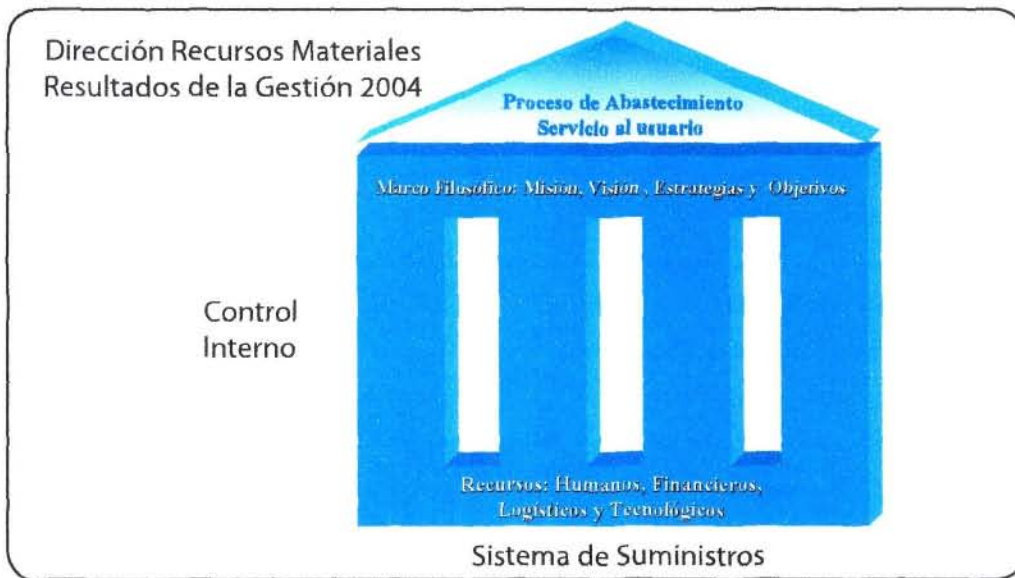 Dirección Recursos Materiales
Resultados de la Gestión 2004
Proceso de Abastecimiento
Servicio al usuario
Marco Filosófico: Misión, Visión , Estrategias y Objetivos
Control
Interno
Recursos: Humanos, Financieros,
Logísticos y Tecnológicos
Sistema de Suministros